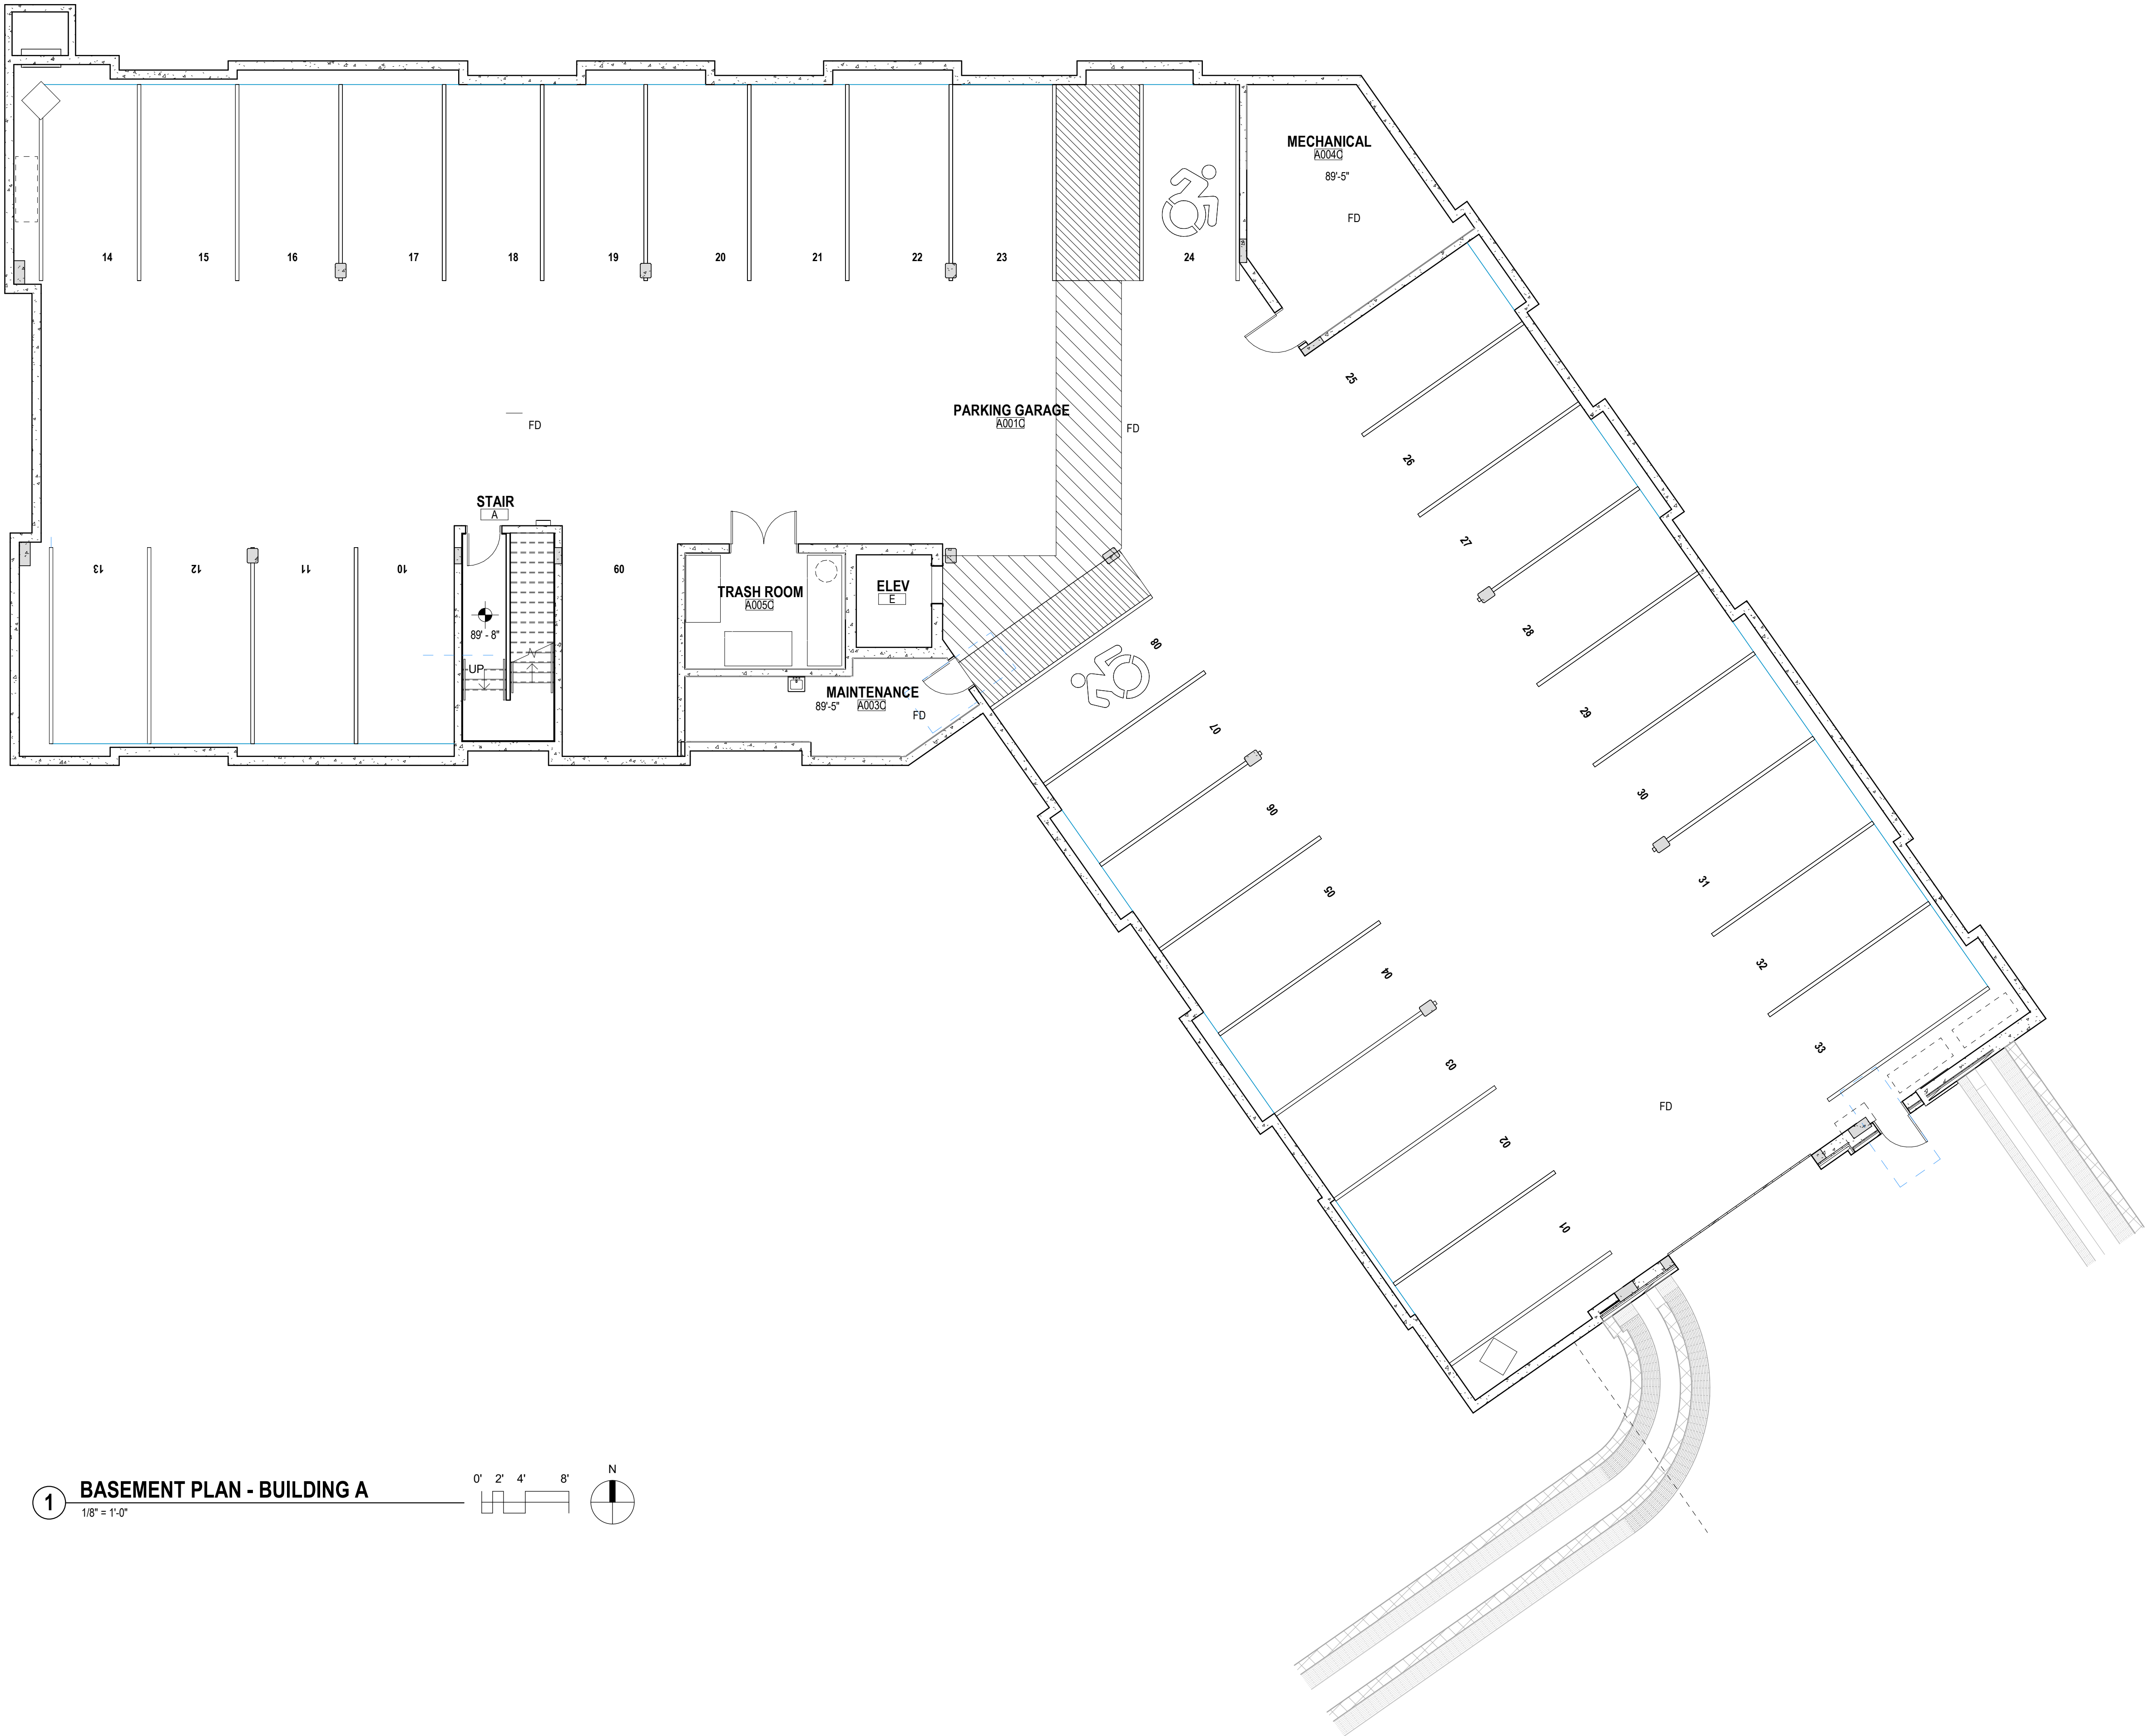 MECHANICAL
A004C
89'-5"
FD
14
15
16
17
18
19
20
21
22
23
24
25
PARKING GARAGE
A001C
FD
FD
26
STAIR
A
27
13
12
11
10
09
TRASH ROOM
A005C
ELEV
E
89' - 8"
UP
08
28
MAINTENANCE
89'-5"
A003C
FD
07
29
06
30
05
31
04
32
03
33
FD
02
01
1
BASEMENT PLAN - BUILDING A
1/8" = 1'-0"
0' 2' 4' 8'
N